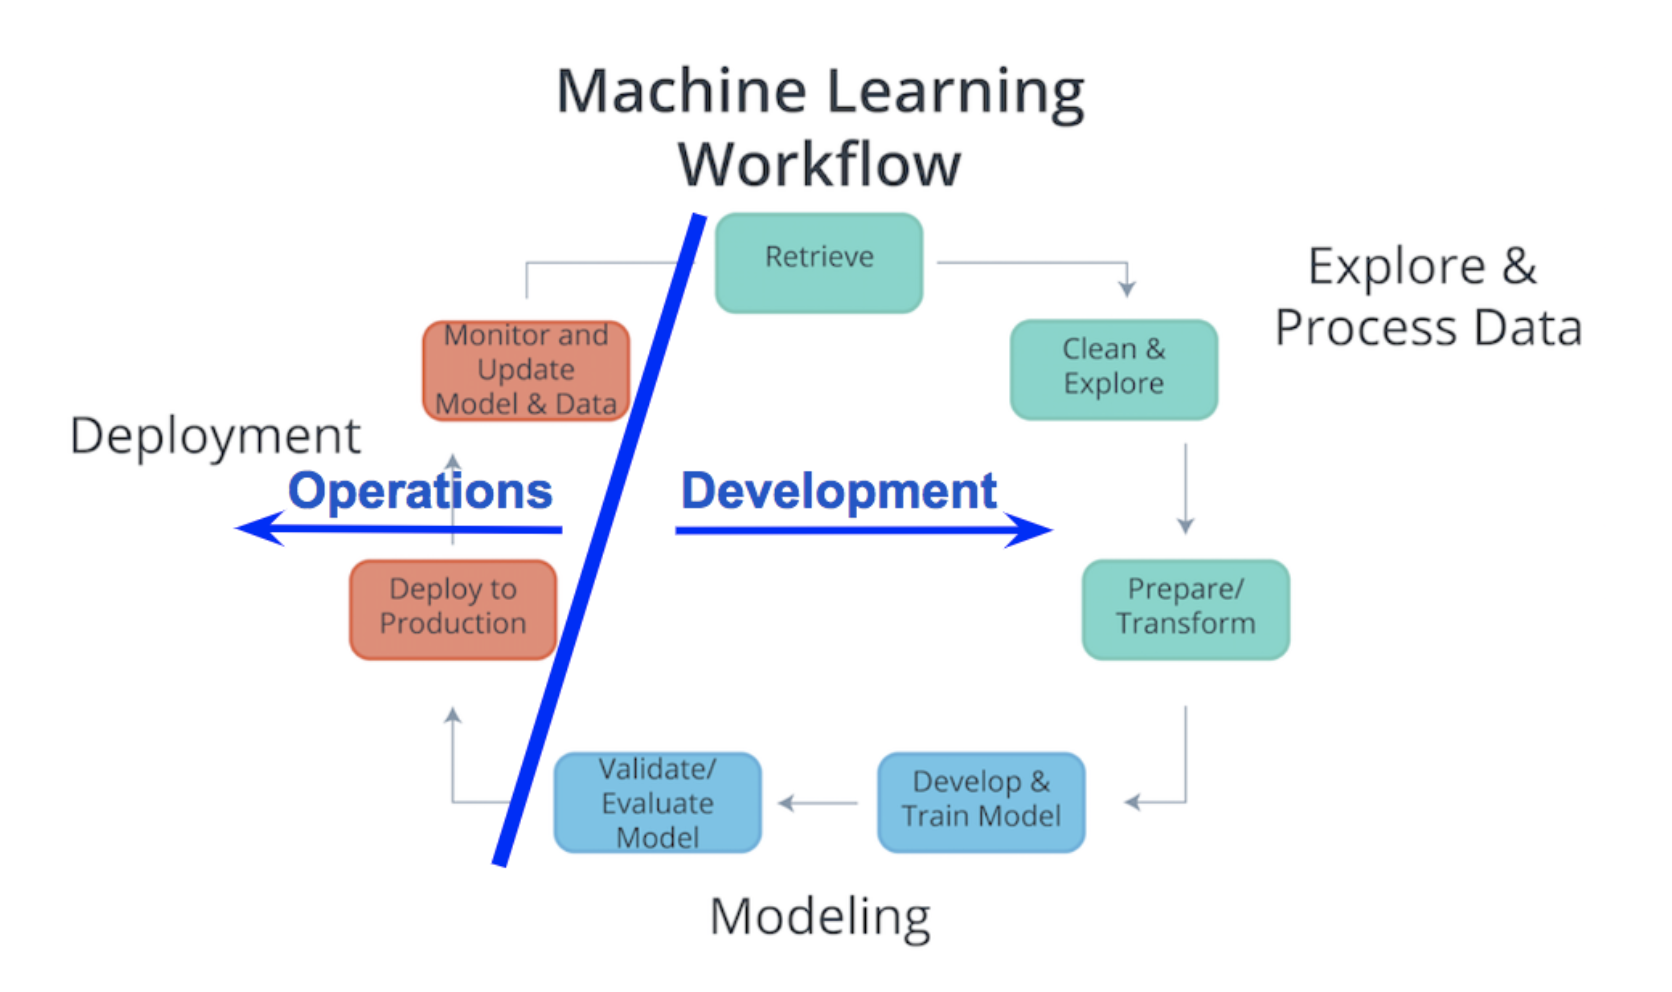 Machine Learning
Workflow
Retrieve
Explore &
Process Data
Clean &
Explore
Monitor and
Update
Model & Data
Deployment
Operations
Development
Deploy to
Production
Prepare/
Transform
Validate/
Evaluate
Model
Develop &
Train Model
Modeling